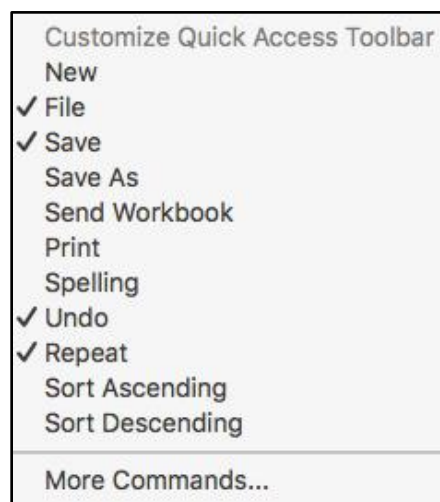 Customize Quick Access Toolbar
New
✓ File
✓ Save
Save As
Send Workbook
Print
Spelling
✓ Undo
✓ Repeat
Sort Ascending
Sort Descending
More Commands...